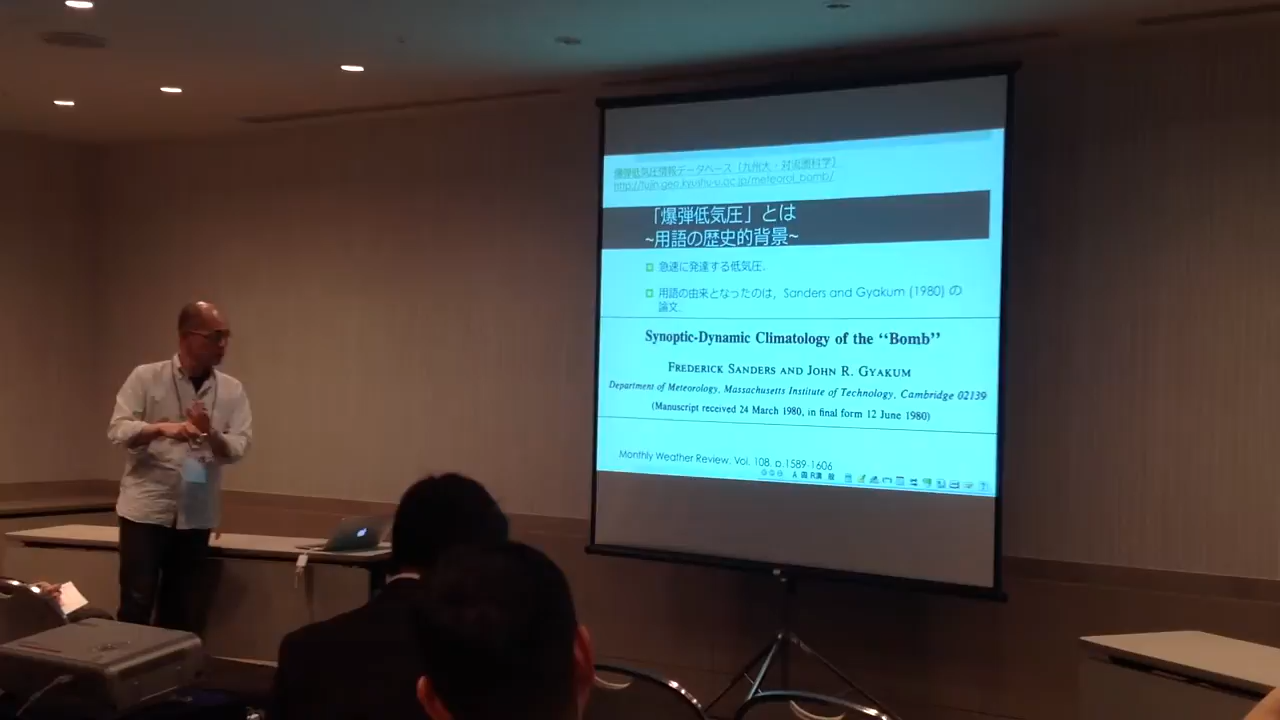 爆弾低気圧情報データベース（九州大・対流圏科学）
http://fujin.geo.kyushu-u.ac.jp/meteorol_bomb/
「爆弾低気圧」とは
~用語の歴史的背景~
急速に発達する低気圧.
用語の由来となったのは，Sanders and Gyakum (1980) の
論文.
Synoptic-Dynamic Climatology of the “Bomb”
FREDERICK SANDERS AND JOHN R. GYAKUM
Department of Meteorology, Massachusetts Institute of Technology, Cambridge 02139
(Manuscript received 24 March 1980, in final form 12 June 1980)
Monthly Weather Review, Vol. 108, p.1589-1606